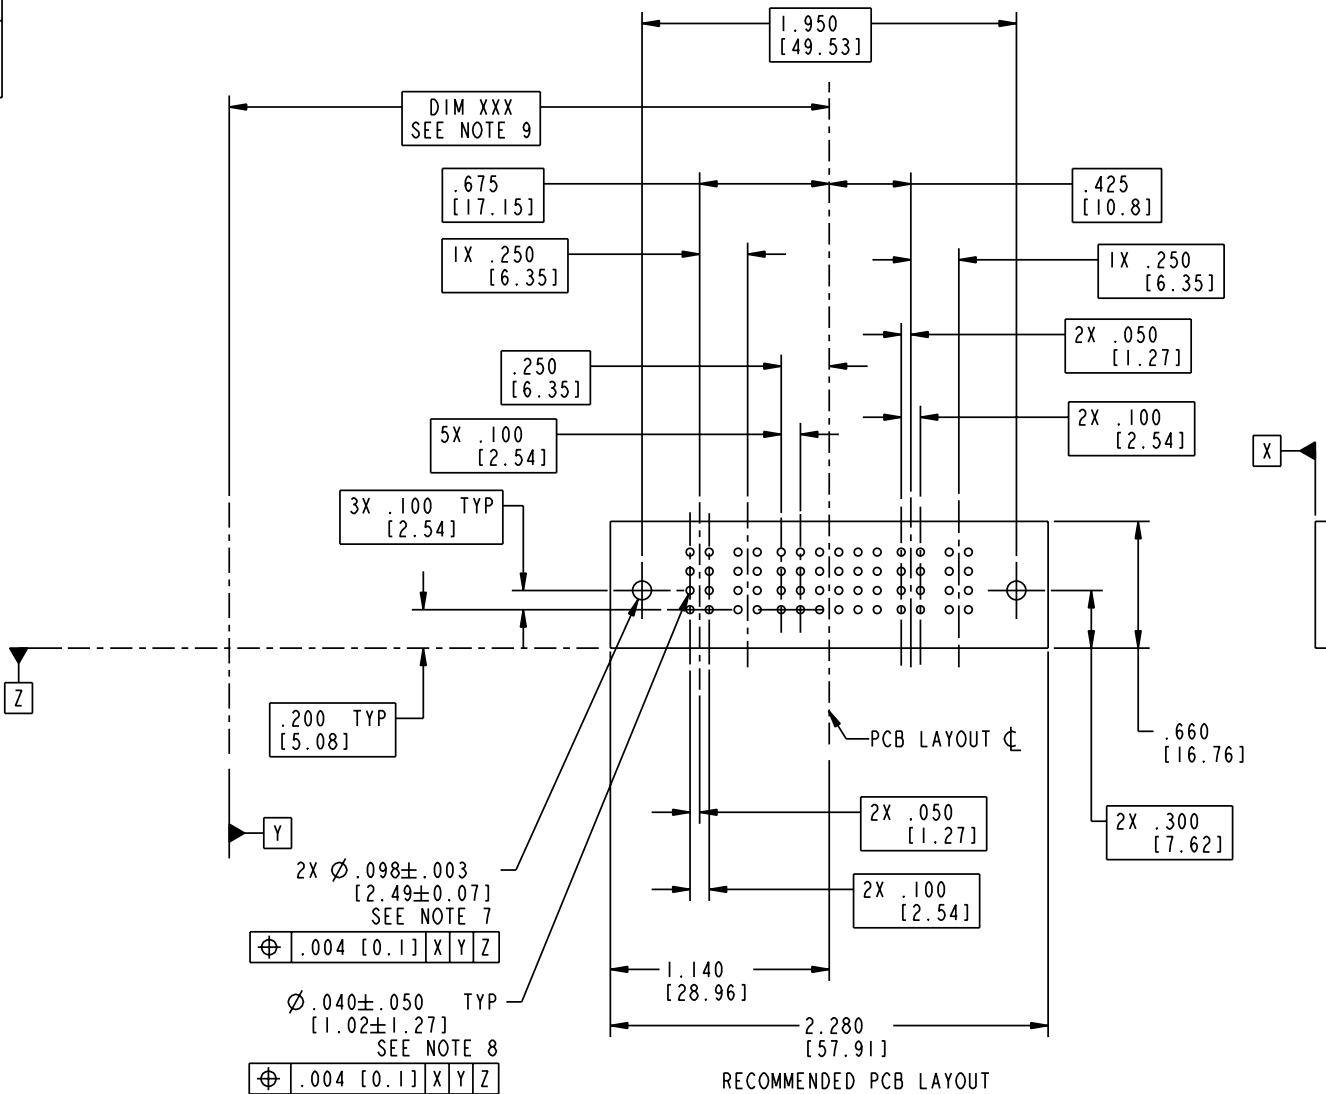 1.950
[49.53]
DIM XXX
SEE NOTE 9
.675
[17.15]
.425
[10.8]
1X .250
[6.35]
1X .250
[6.35]
2X .050
[1.27]
.250
[6.35]
2X .100
[2.54]
5X .100
[2.54]
X
3X .100 TYP
[2.54]
Z
.200 TYP
[5.08]
PCB LAYOUT ℄
.660
[16.76]
2X .050
[1.27]
2X .300
[7.62]
Y
2X Ø.098±.003
[2.49±0.07]
SEE NOTE 7
⌖ .004 [0.1] X Y Z
2X .100
[2.54]
1.140
[28.96]
Ø.040±.050 TYP
[1.02±1.27]
SEE NOTE 8
⌖ .004 [0.1] X Y Z
2.280
[57.91]
RECOMMENDED PCB LAYOUT